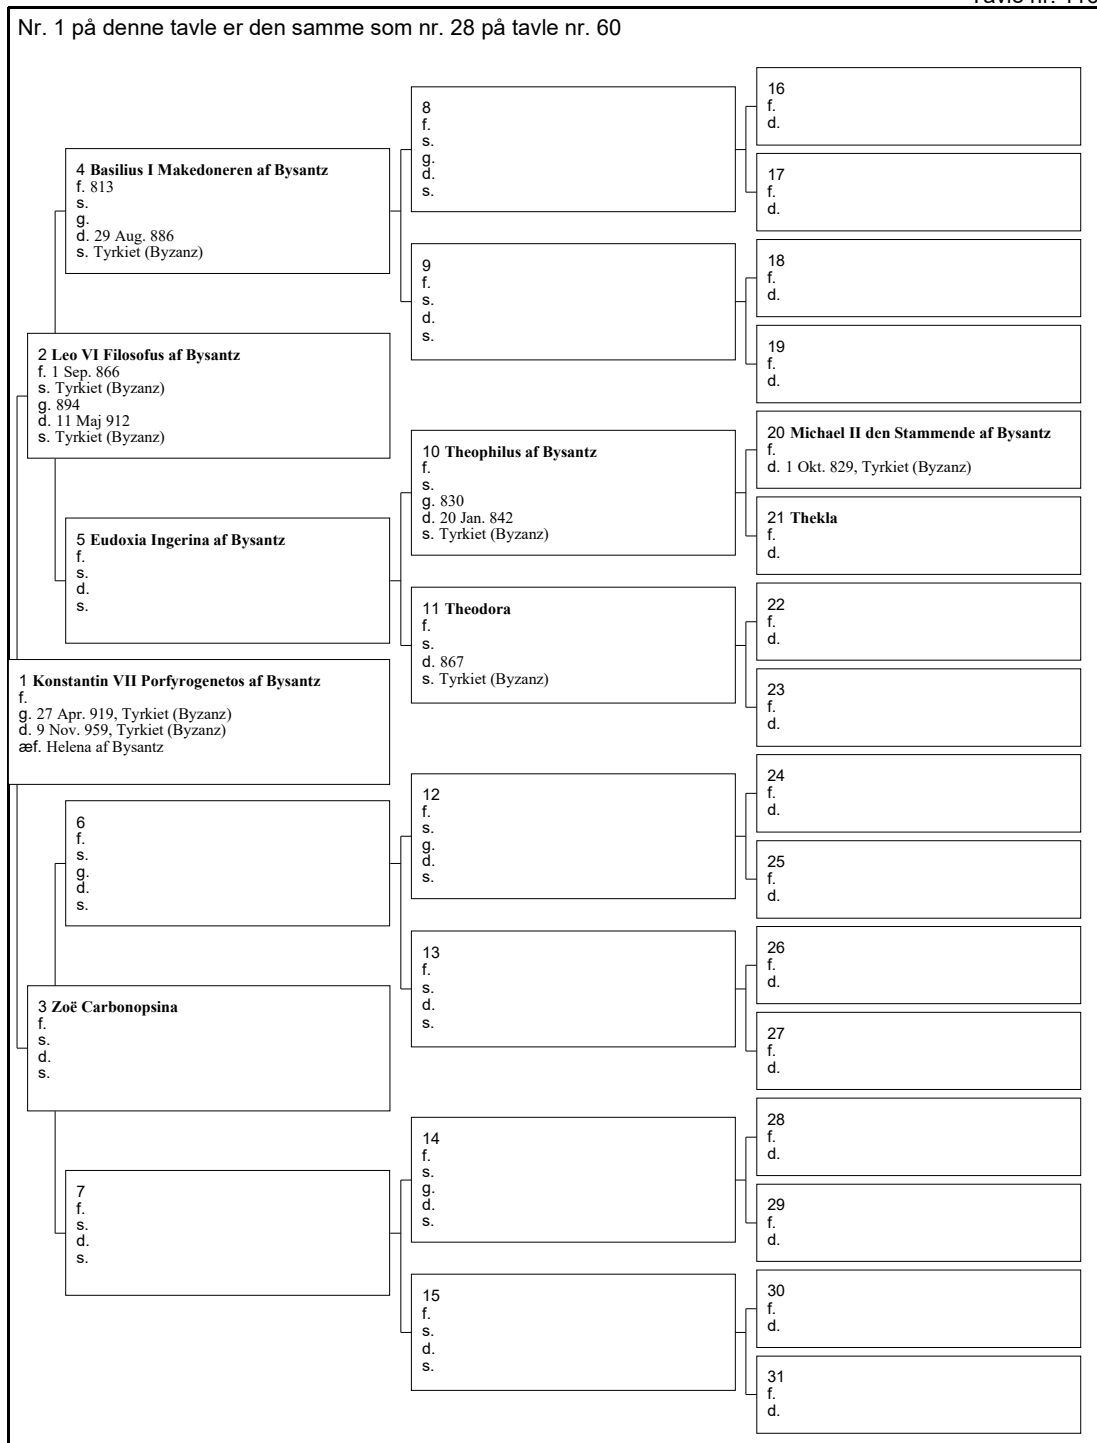 Nr. 1 på denne tavle er den samme som nr. 28 på tavle nr. 60
16
f.
d.
8
f.
s.
g.
d.
s.
17
f.
d.
4 Basilius I Makedoneren af Bysantz
f. 813
s.
g.
d. 29 Aug. 886
s. Tyrkiet (Byzanz)
18
f.
d.
9
f.
s.
d.
s.
19
f.
d.
2 Leo VI Filosofus af Bysantz
f. 1 Sep. 866
s. Tyrkiet (Byzanz)
g. 894
d. 11 Maj 912
s. Tyrkiet (Byzanz)
20 Michael II den Stammende af Bysantz
f.
d. 1 Okt. 829, Tyrkiet (Byzanz)
10 Theophilus af Bysantz
f.
s.
g. 830
d. 20 Jan. 842
s. Tyrkiet (Byzanz)
21 Thekla
f.
d.
5 Eudoxia Ingerina af Bysantz
f.
s.
d.
s.
22
f.
d.
11 Theodora
f.
s.
d. 867
s. Tyrkiet (Byzanz)
23
f.
d.
1 Konstantin VII Porfyrogenetos af Bysantz
f.
g. 27 Apr. 919, Tyrkiet (Byzanz)
d. 9 Nov. 959, Tyrkiet (Byzanz)
æf. Helena af Bysantz
24
f.
d.
12
f.
s.
g.
d.
s.
6
f.
s.
g.
d.
s.
25
f.
d.
13
f.
s.
d.
s.
26
f.
d.
3 Zoë Carbonopsina
f.
s.
d.
s.
27
f.
d.
28
f.
d.
14
f.
s.
g.
d.
s.
7
f.
s.
d.
s.
29
f.
d.
15
f.
s.
d.
s.
30
f.
d.
31
f.
d.